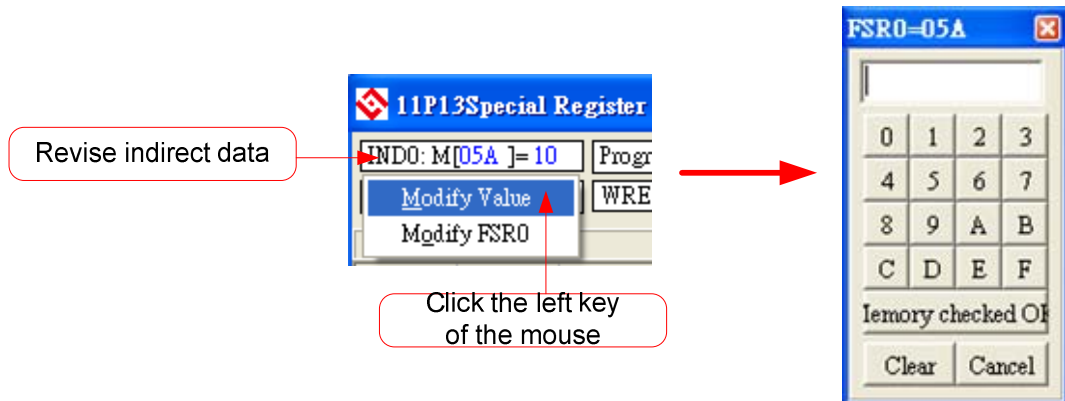 Revise indirect data
11P13Special Register
IND0: M[05A ]= 10
Progr
Modify Value
WRE
Modify FSR0
Click the left key
of the mouse
FSR0=05A
0 1 2 3
4 5 6 7
8 9 A B
C D E F
Iemory checked OK
Clear Cancel